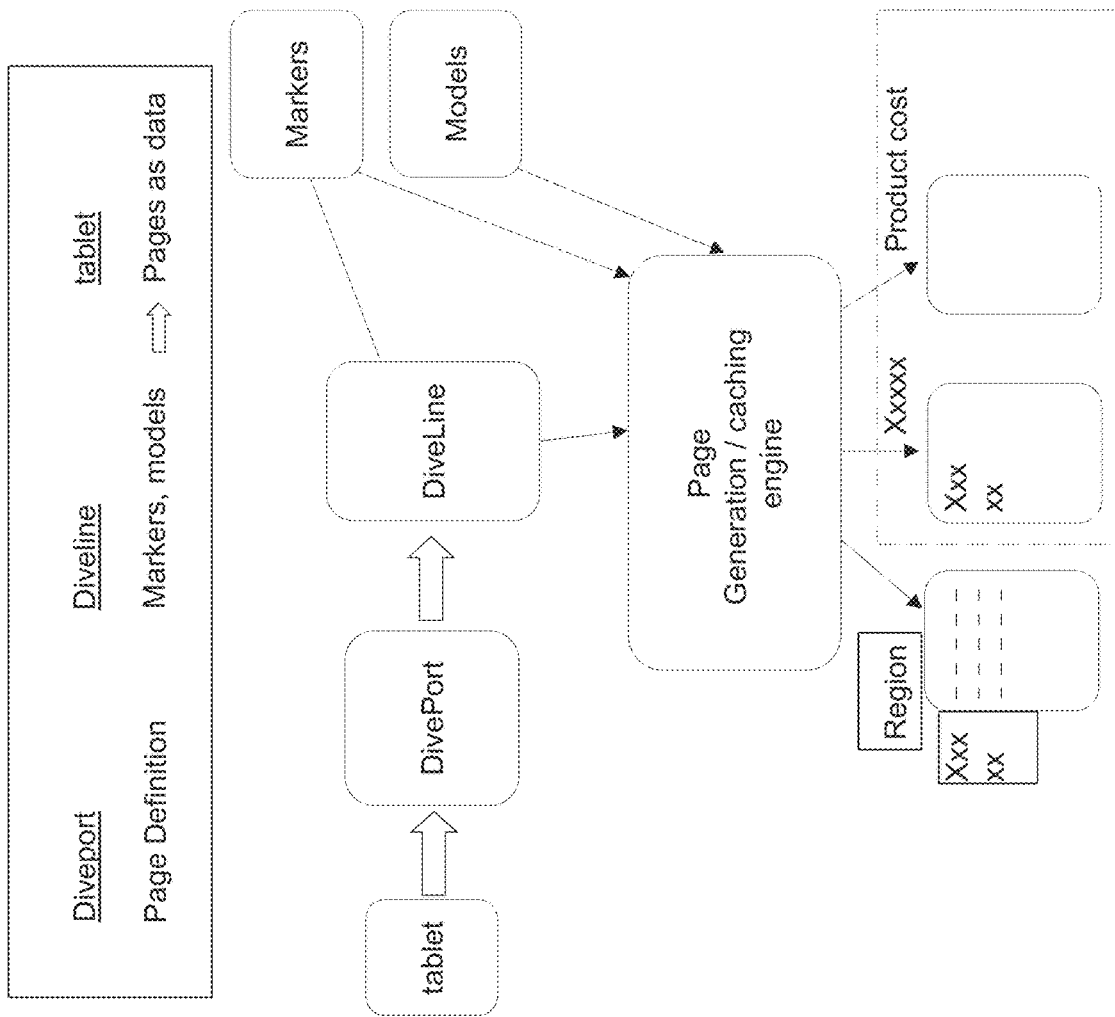 Diveport Diveline tablet
Page Definition Markers, models Pages as data
Markers
tablet
DivePort
DiveLine
Models
Page
Generation / caching
engine
Region
Xxxxx
Product cost
Xxx
xx
Xxx
xx